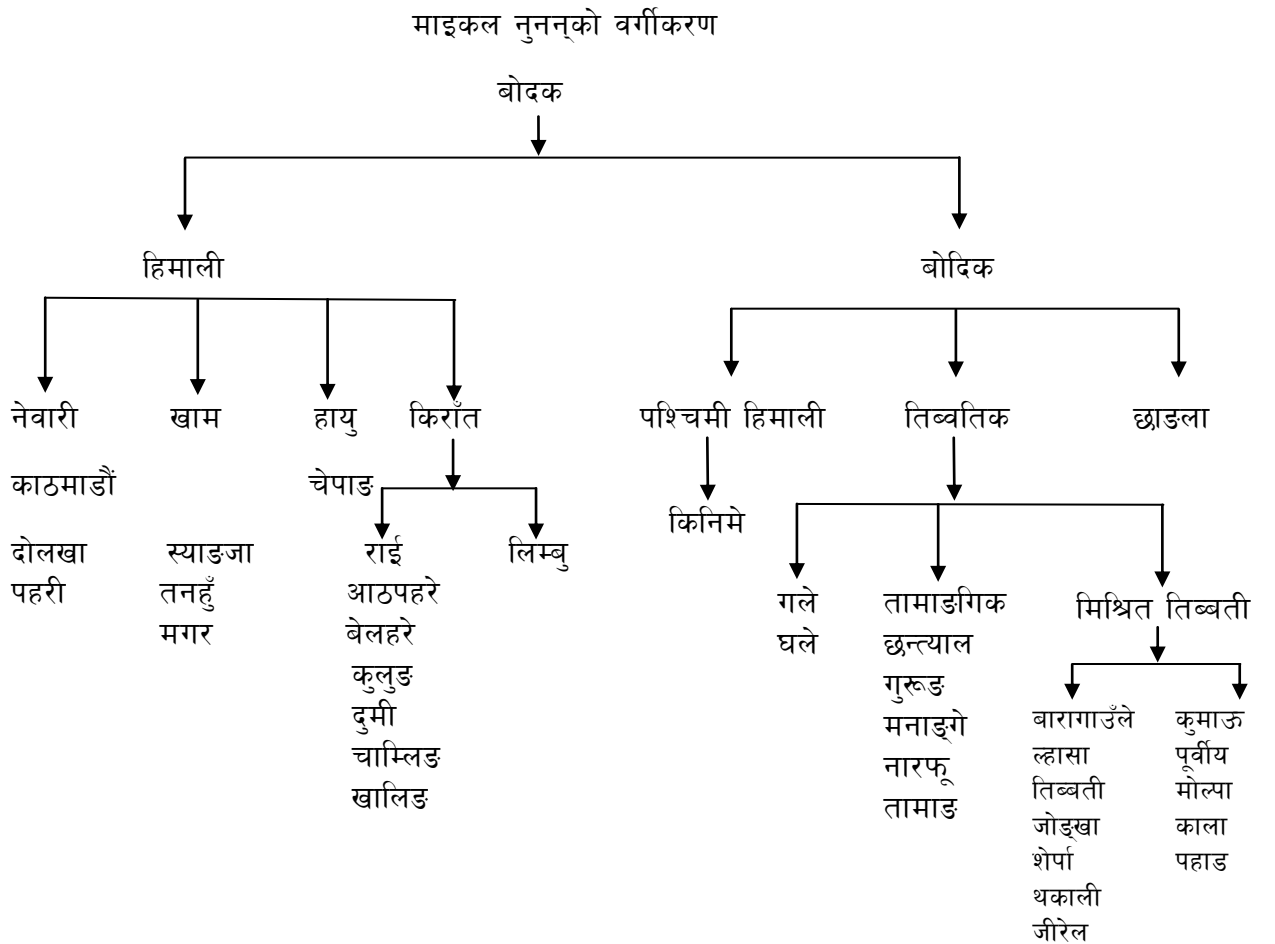 माइकल नुनन्को वर्गीकरण
बोदक
हिमाली बोदिक
नेवारी खाम हायु किराँत पश्चिमी हिमाली तिब्वतिक छाङला
काठमाडौं चेपाङ
किनिमे
दोलखा स्याङजा राई लिम्बु
पहरी तनहुँ आठपहरे गले तामाङगिक मिश्रित तिब्बती
मगर बेलहरे घले छन्त्याल
कुलुङ गुरूङ
दुमी मनाङ्गे बारागाउँले कुमाऊ
चाम्लिङ नारफू ल्हासा पूर्वीय
खालिङ तामाङ तिब्बती मोल्पा
जोङ्खा काला
शेर्पा पहाड
थकाली
जीरेल